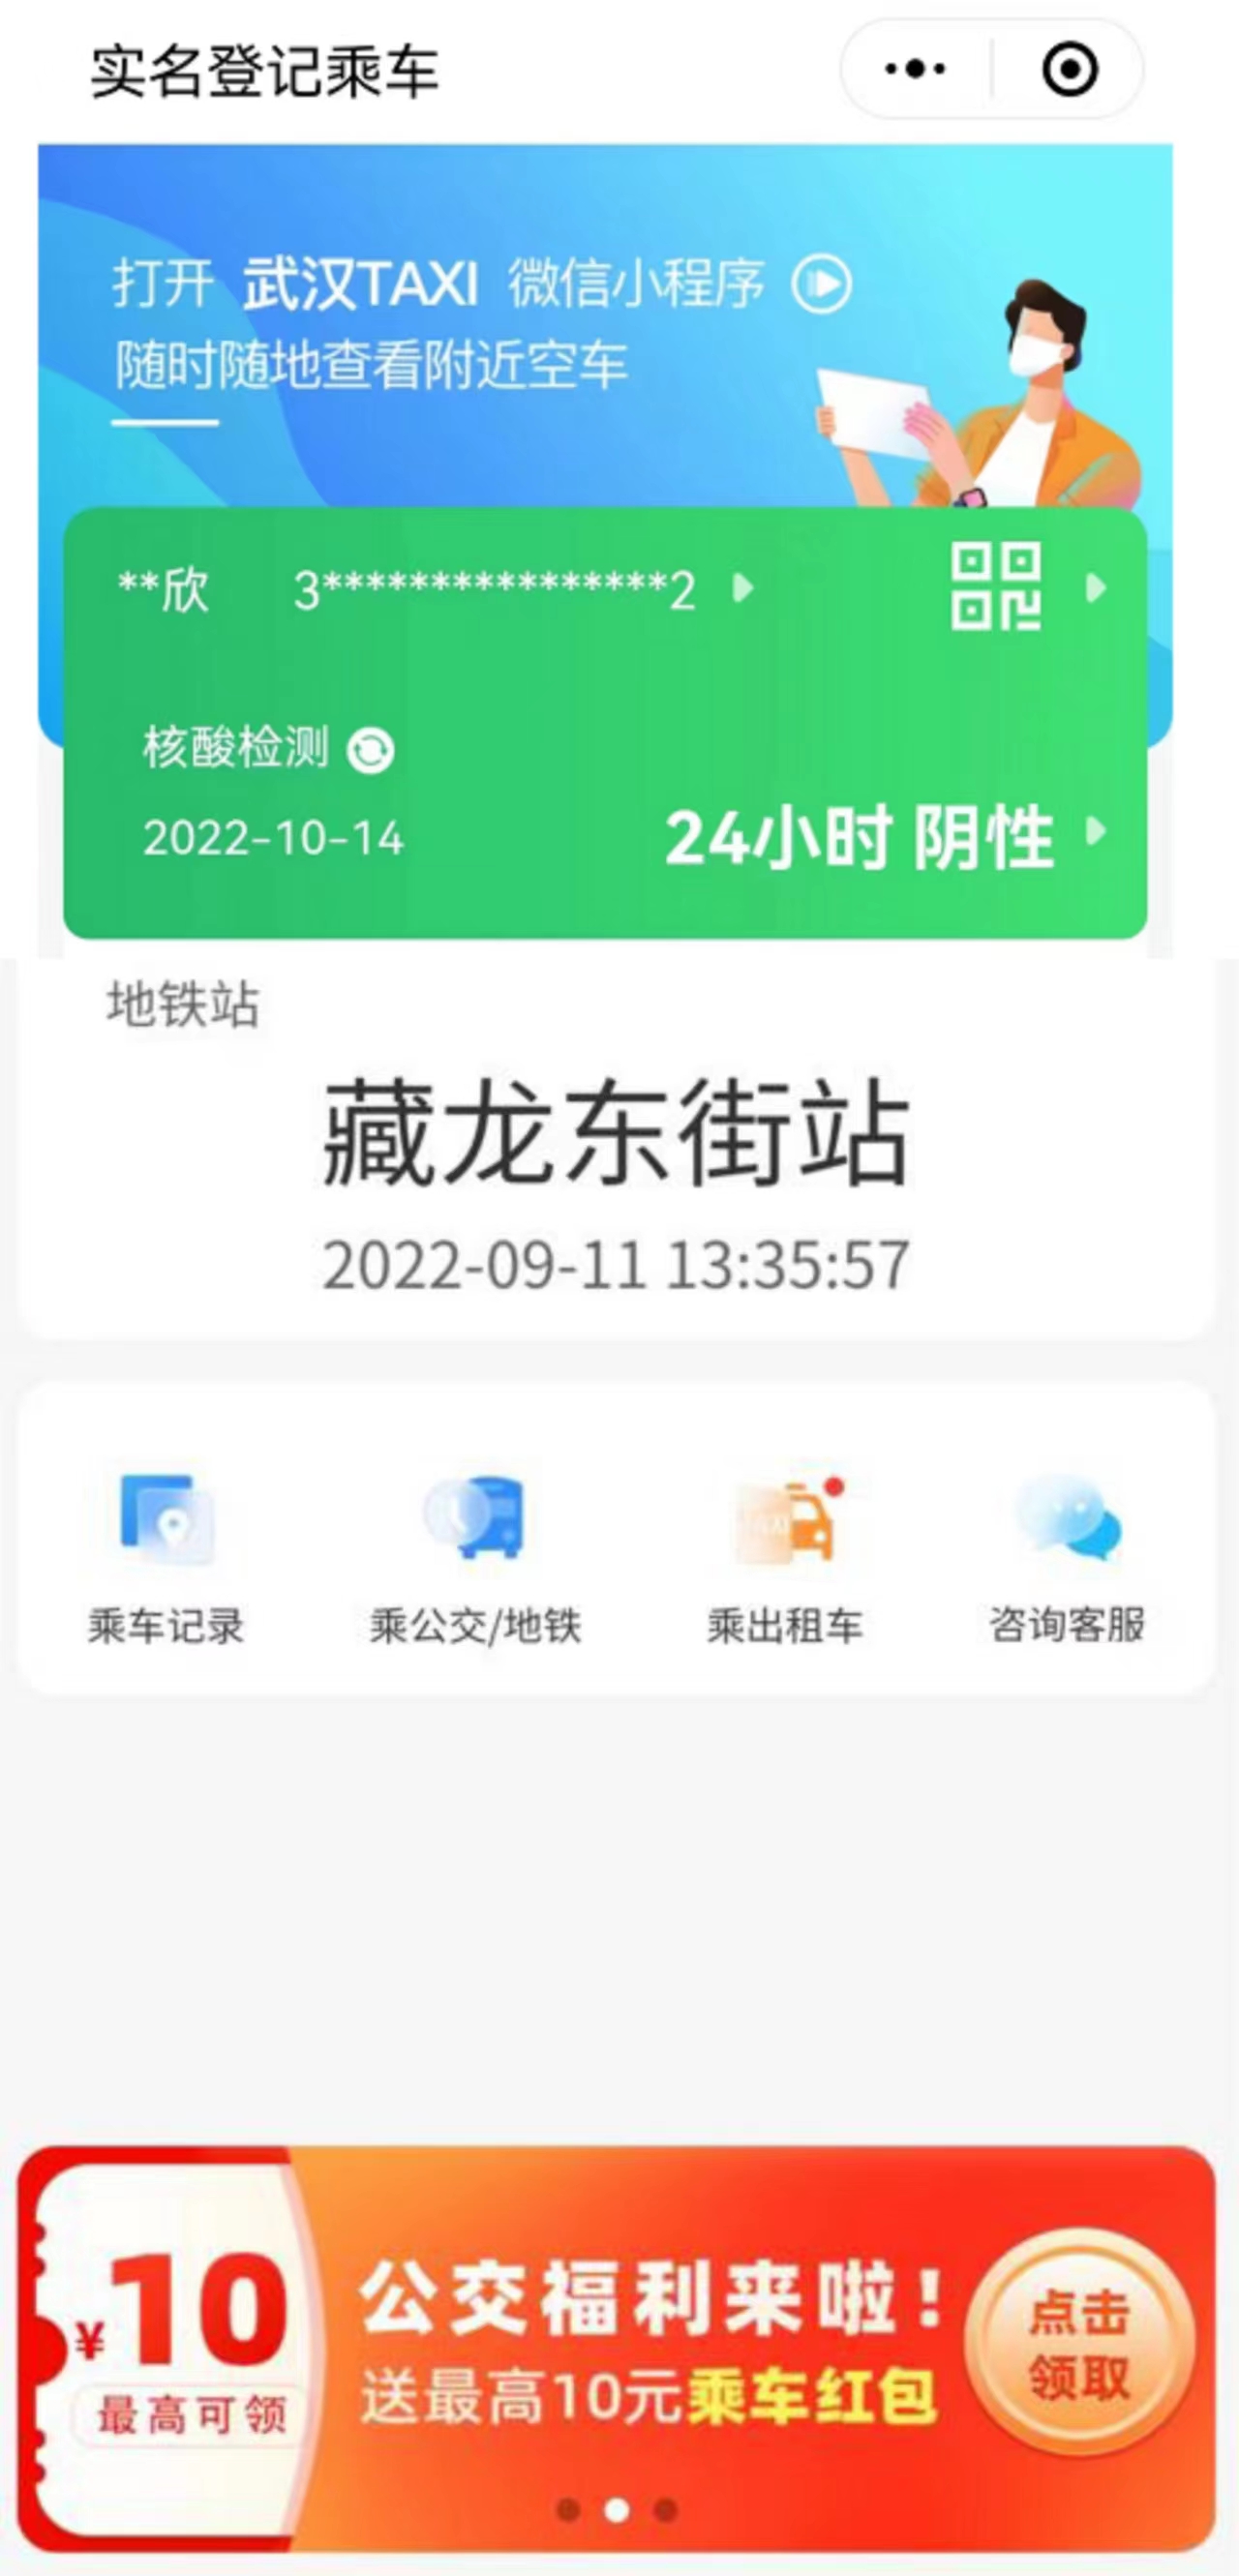 实名登记乘车
打开 武汉TAXI 微信小程序
随时随地查看附近空车
**欣 3****************2
核酸检测
2022-10-14
24小时 阴性
地铁站
藏龙东街站
2022-09-11 13:35:57
乘车记录 乘公交/地铁 乘出租车 咨询客服
¥10
最高可领
公交福利来啦!
送最高10元乘车红包
点击
领取